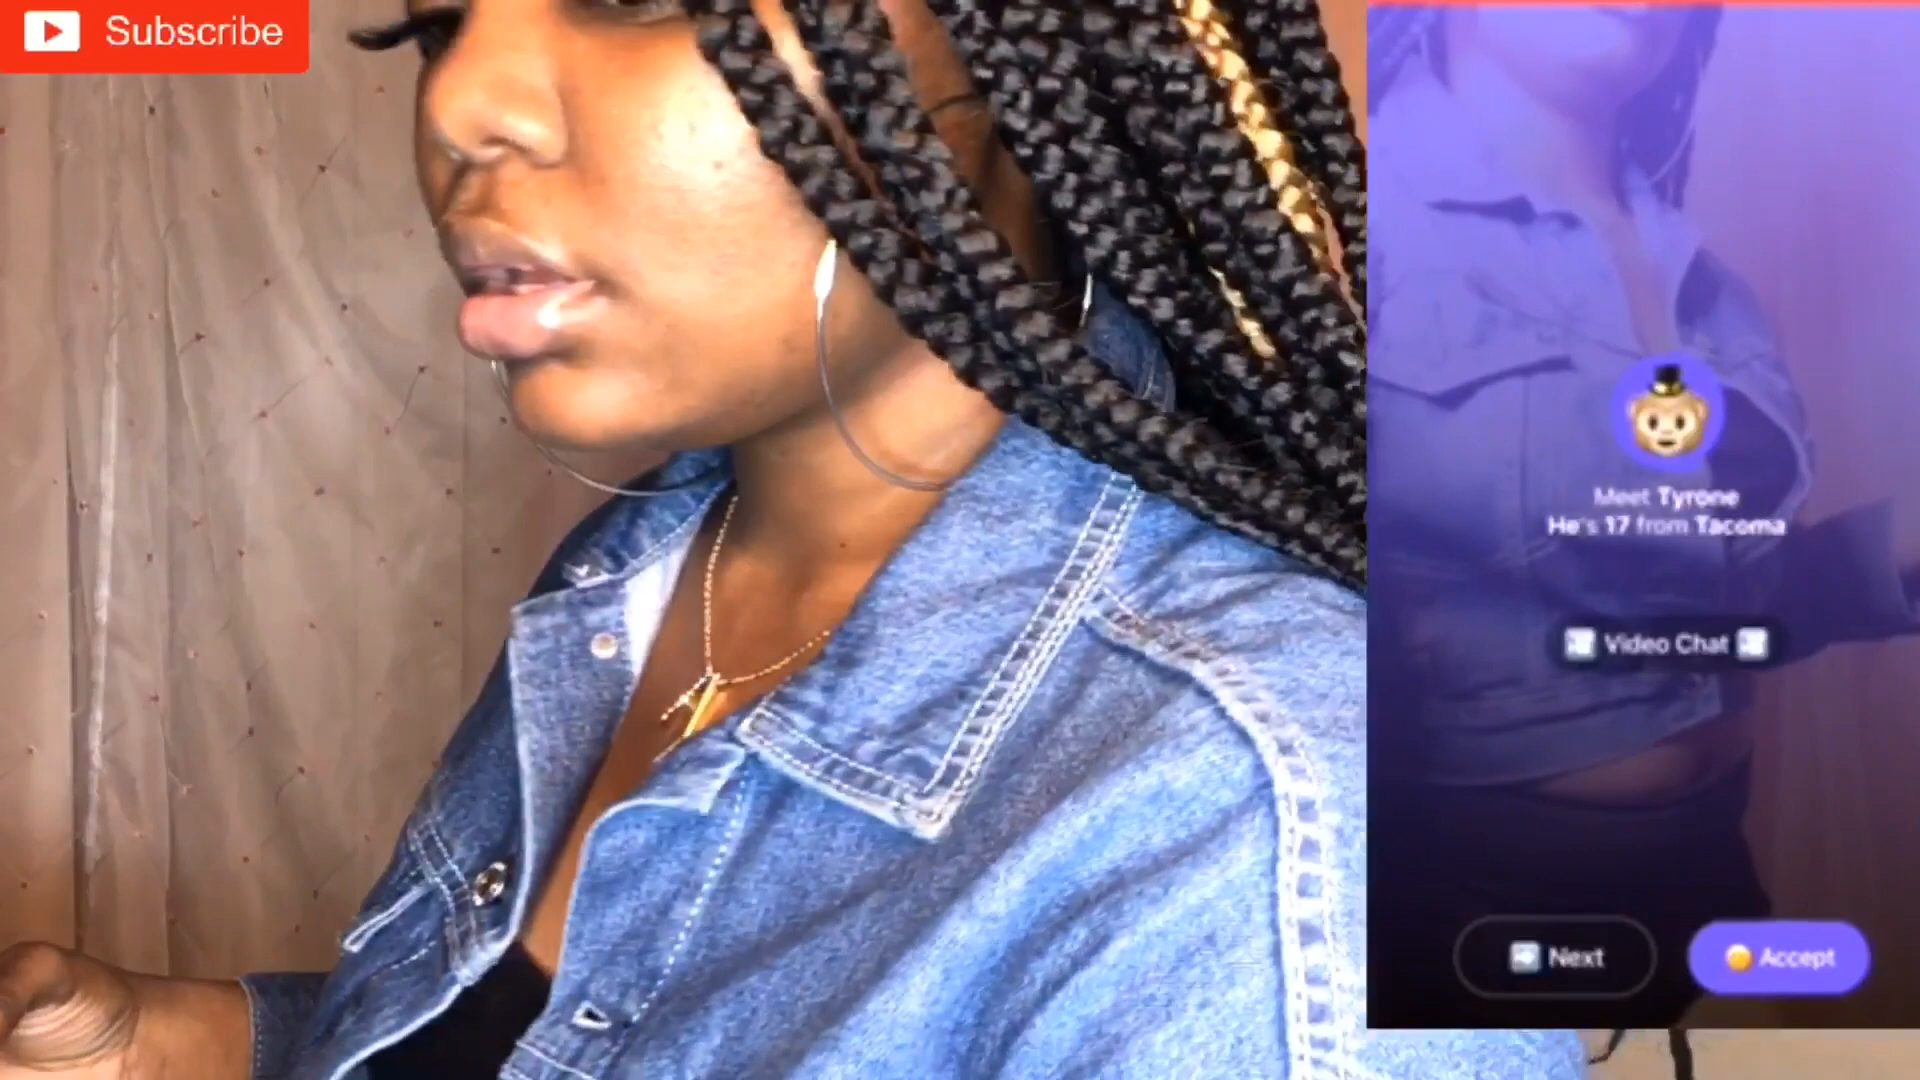 Subscribe
Meet Tyrone
He's 17 from Tacoma
Video Chat
Next
Accept